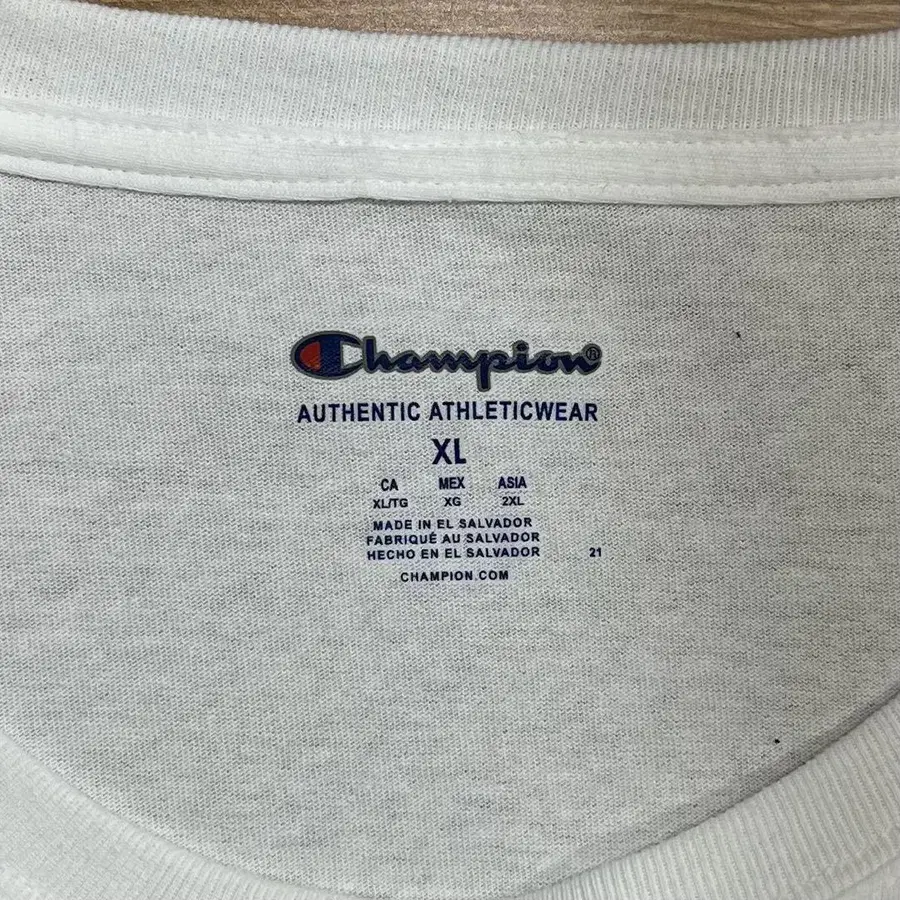 Champion®
AUTHENTIC ATHLETICWEAR
XL
CA MEX ASIA
XL/TG XG 2XL
MADE IN EL SALVADOR
FABRIQUÉ AU SALVADOR
HECHO EN EL SALVADOR 21
CHAMPION.COM